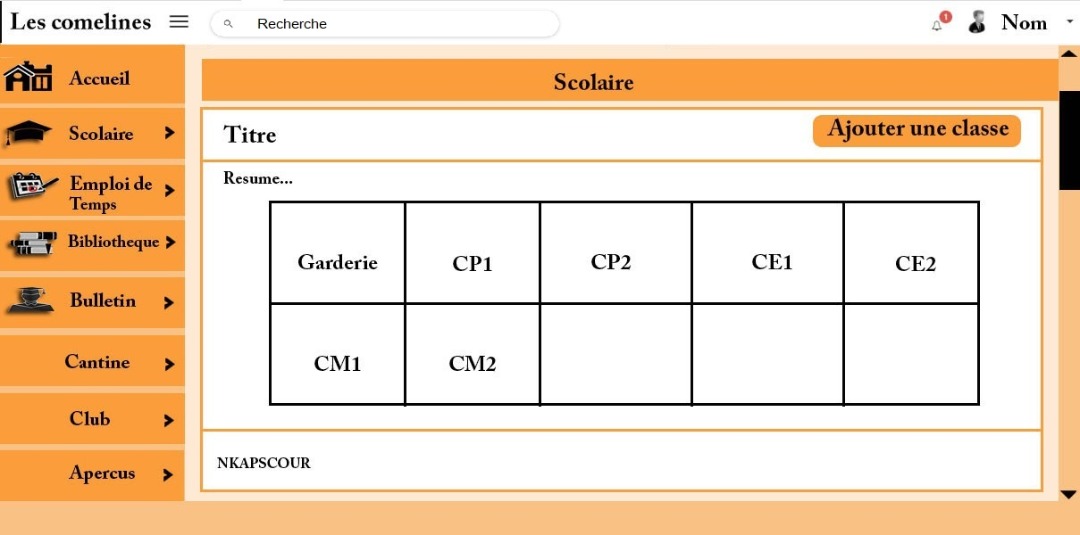 Les comelines
Recherche
1
Nom
Accueil
Scolaire
Emploi de
Temps
Bibliotheque
Bulletin
Cantine
Club
Apercus
Scolaire
Titre
Ajouter une classe
Resume...
Garderie CP1 CP2 CE1 CE2
CM1 CM2
NKAPSCOUR